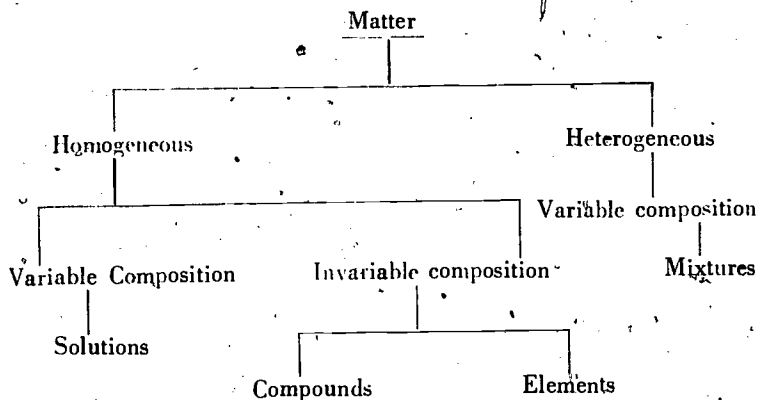 Matter
Homogeneous
Heterogeneous
Variable composition
Variable Composition
Invariable composition
Mixtures
Solutions
Compounds
Elements